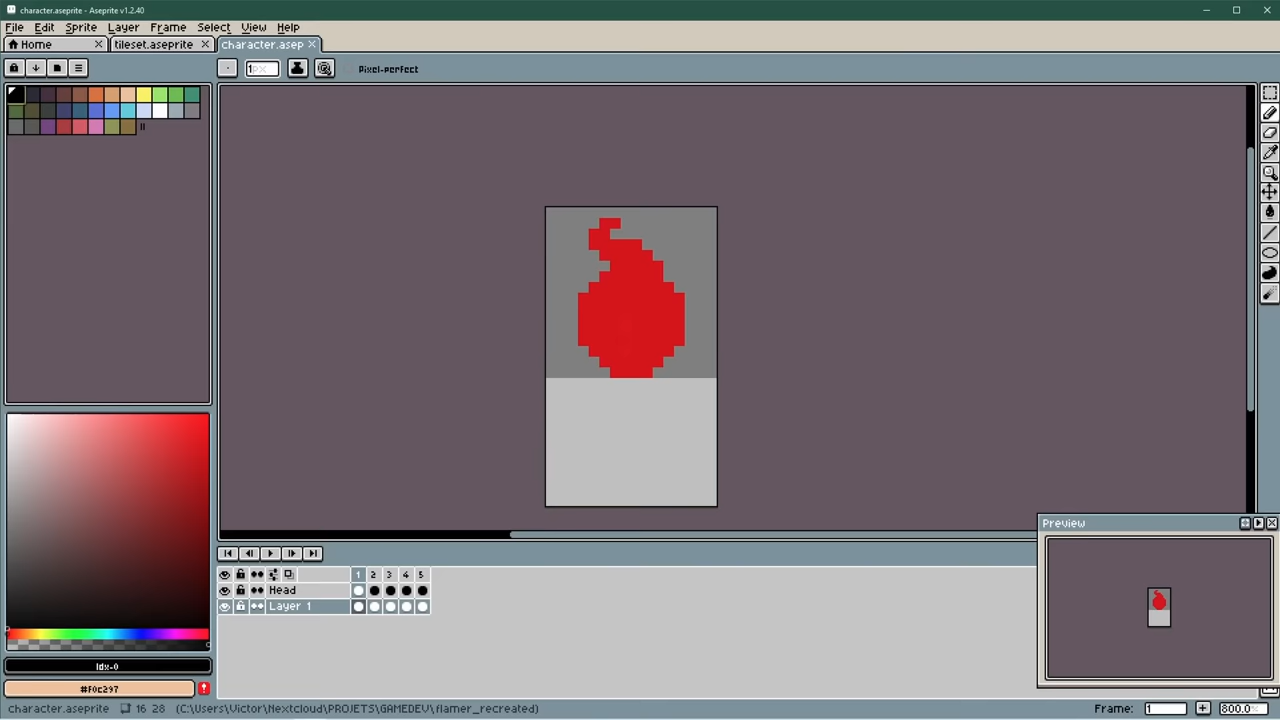 character.aseprite - Aseprite v1.2.40
File Edit Sprite Layer Frame Select View Help
Home tileset.aseprite character.asep
1px Pixel-perfect
Preview
1 2 3 4 5
Head
Layer 1
Idx-0
#F0C297
character.aseprite 16 28 (C:\Users\Victor\Nextcloud\PROJETS\GAMEDEV\flamer_recreated) Frame: 1 + 800.0